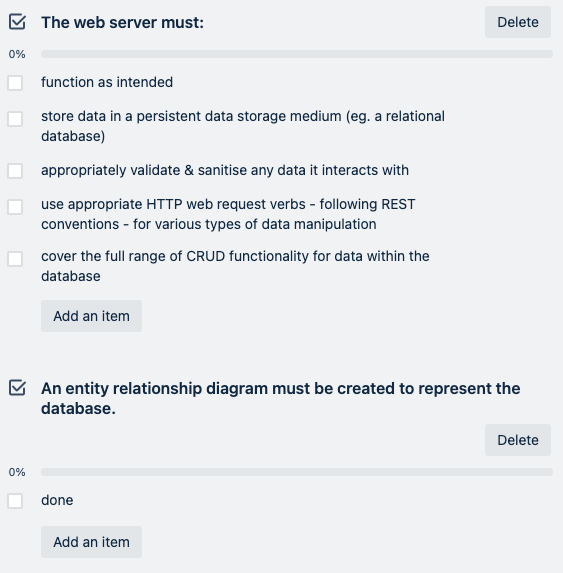 The web server must:
Delete
0%
function as intended
store data in a persistent data storage medium (eg. a relational
database)
appropriately validate & sanitise any data it interacts with
use appropriate HTTP web request verbs - following REST
conventions - for various types of data manipulation
cover the full range of CRUD functionality for data within the
database
Add an item
An entity relationship diagram must be created to represent the
database.
Delete
0%
done
Add an item